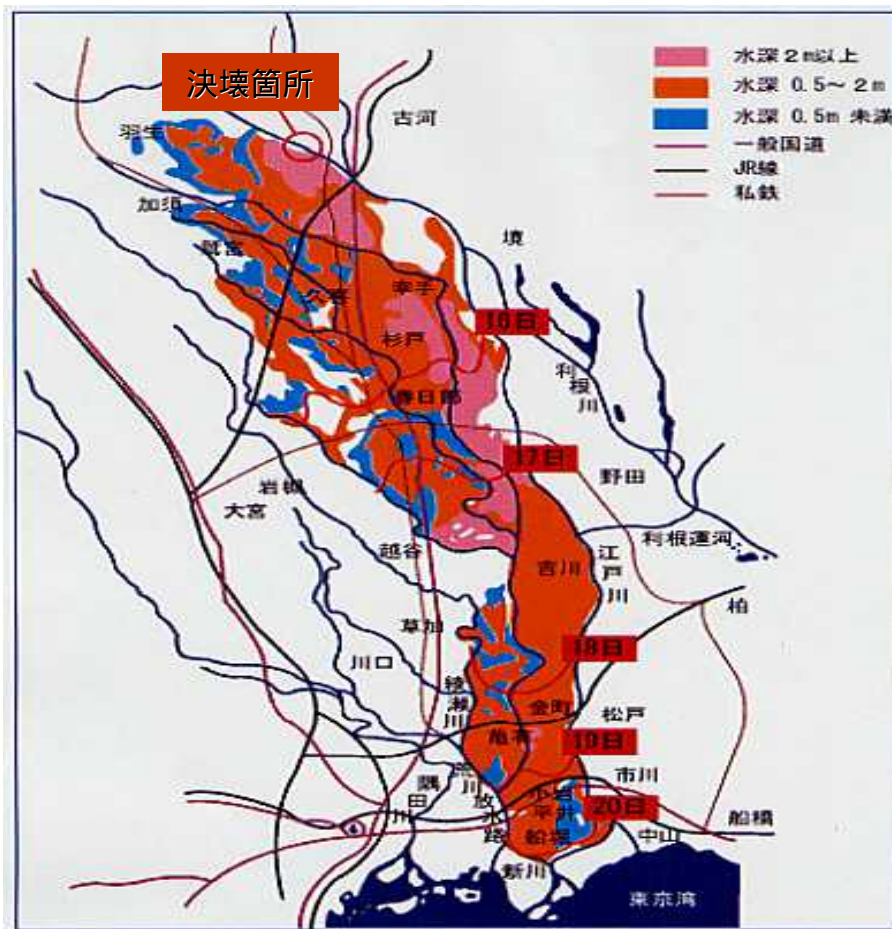 決壊箇所
水深２m以上
水深 0.5〜２m
水深 0.5m 未満
一般国道
JR線
私鉄
古河
羽生
加須
鷲宮
境
久喜
幸手
16日
杉戸
利根川
春日部
17日
野田
岩槻
大宮
利根運河
越谷
吉川
江戸川
柏
草加
18日
川口
綾瀬川
金町
松戸
亀有
19日
荒川放水路
隅田川
市川
小岩
20日
平井
船橋
船堀
中山
新川
東京湾